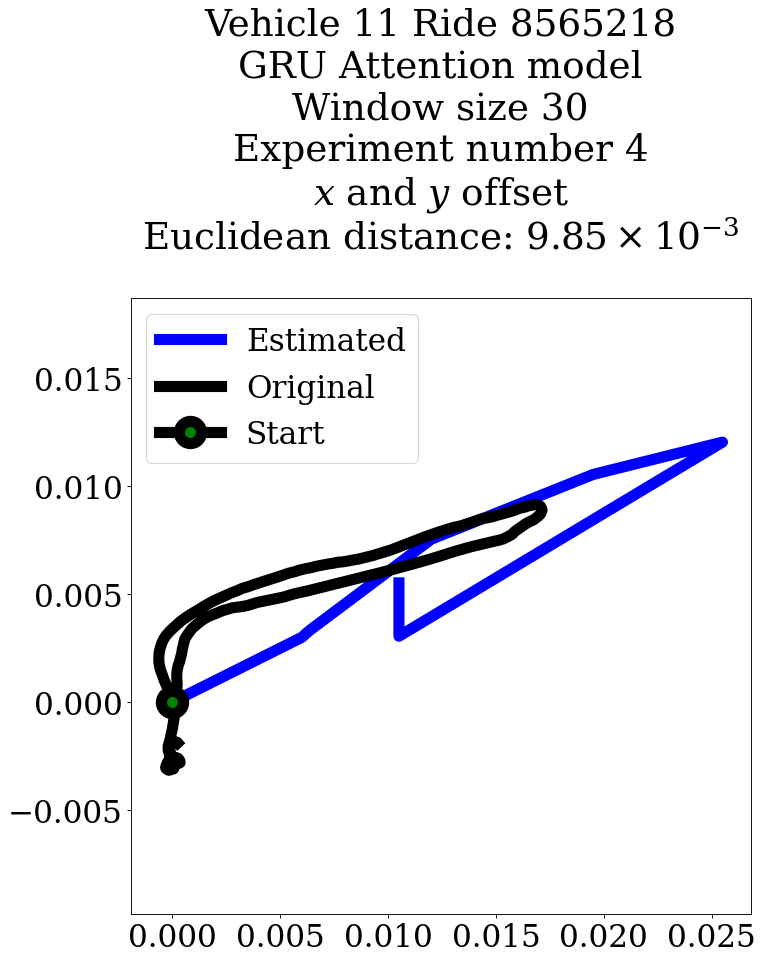 Vehicle 11 Ride 8565218
GRU Attention model
Window size 30
Experiment number 4
x and y offset
Euclidean distance: 9.85 × 10⁻³
Estimated
Original
Start
0.015
0.010
0.005
0.000
−0.005
0.000 0.005 0.010 0.015 0.020 0.025